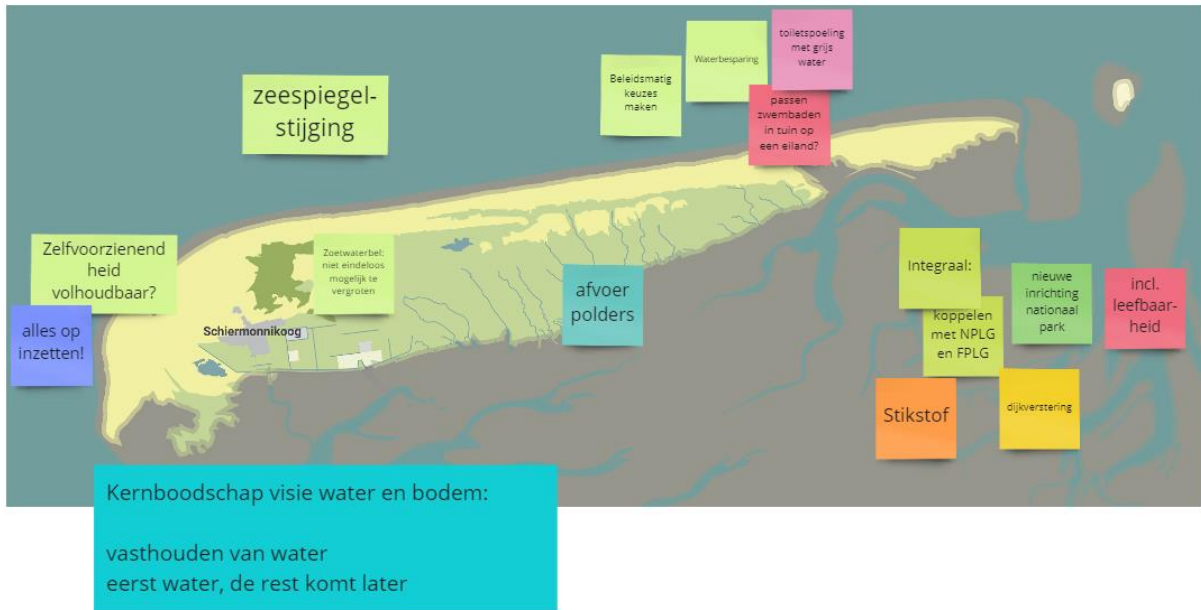 zeespiegel-
stijging
Beleidsmatig
keuzes
maken
Waterbesparing
toiletspoeling
met grijs
water
passen
zwembaden
in tuin op
een eiland?
Zelfvoorzienend
heid
volhoudbaar?
alles op
inzetten!
Zoetwaterbel:
niet eindeloos
mogelijk te
vergroten
Schiermonnikoog
afvoer
polders
Integraal:
koppelen
met NPLG
en FPLG
nieuwe
inrichting
nationaal
park
incl.
leefbaar-
heid
Stikstof
dijkverstering
Kernboodschap visie water en bodem:
vasthouden van water
eerst water, de rest komt later